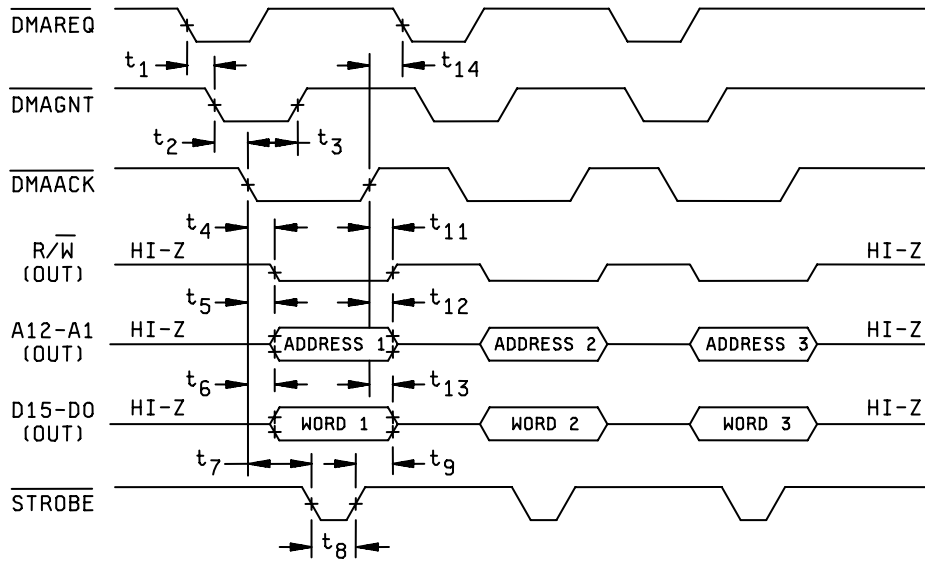 DMAREQ
t1
t14
DMAGNT
t2
t3
DMAACK
t4
t11
R/W
(OUT)
HI-Z
HI-Z
t5
t12
A12-A1
(OUT)
HI-Z
ADDRESS 1
ADDRESS 2
ADDRESS 3
HI-Z
t6
t13
D15-D0
(OUT)
HI-Z
WORD 1
WORD 2
WORD 3
HI-Z
t7
t9
STROBE
t8